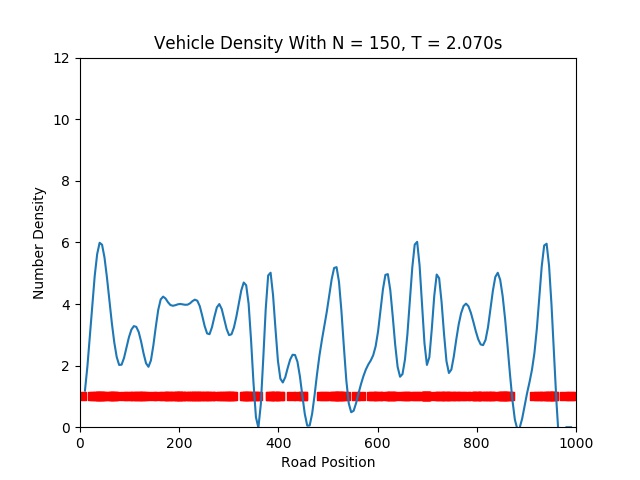 Vehicle Density With N = 150, T = 2.070s
12
10
8
6
4
2
0
Number Density
0 200 400 600 800 1000
Road Position